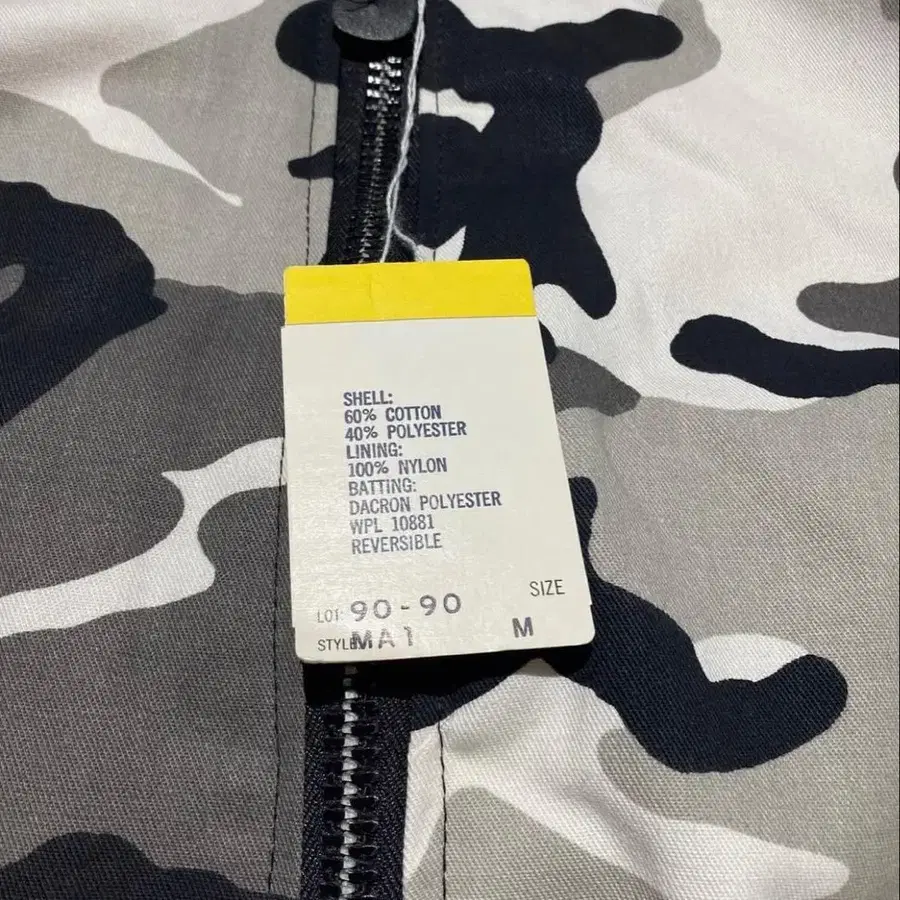 SHELL:
60% COTTON
40% POLYESTER
LINING:
100% NYLON
BATTING:
DACRON POLYESTER
WPL 10881
REVERSIBLE
SIZE
LOT 90-90
STYLE MA1 M